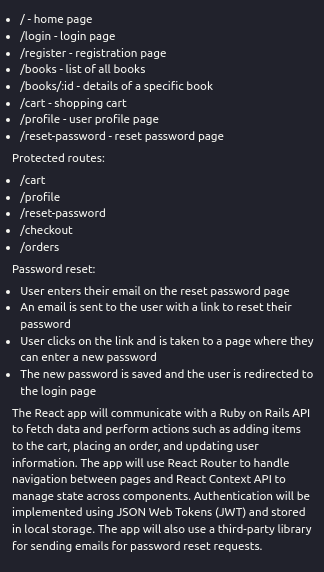 • / - home page
• /login - login page
• /register - registration page
• /books - list of all books
• /books/:id - details of a specific book
• /cart - shopping cart
• /profile - user profile page
• /reset-password - reset password page
Protected routes:
• /cart
• /profile
• /reset-password
• /checkout
• /orders
Password reset:
• User enters their email on the reset password page
• An email is sent to the user with a link to reset their
password
• User clicks on the link and is taken to a page where they
can enter a new password
• The new password is saved and the user is redirected to
the login page
The React app will communicate with a Ruby on Rails API
to fetch data and perform actions such as adding items
to the cart, placing an order, and updating user
information. The app will use React Router to handle
navigation between pages and React Context API to
manage state across components. Authentication will be
implemented using JSON Web Tokens (JWT) and stored
in local storage. The app will also use a third-party library
for sending emails for password reset requests.